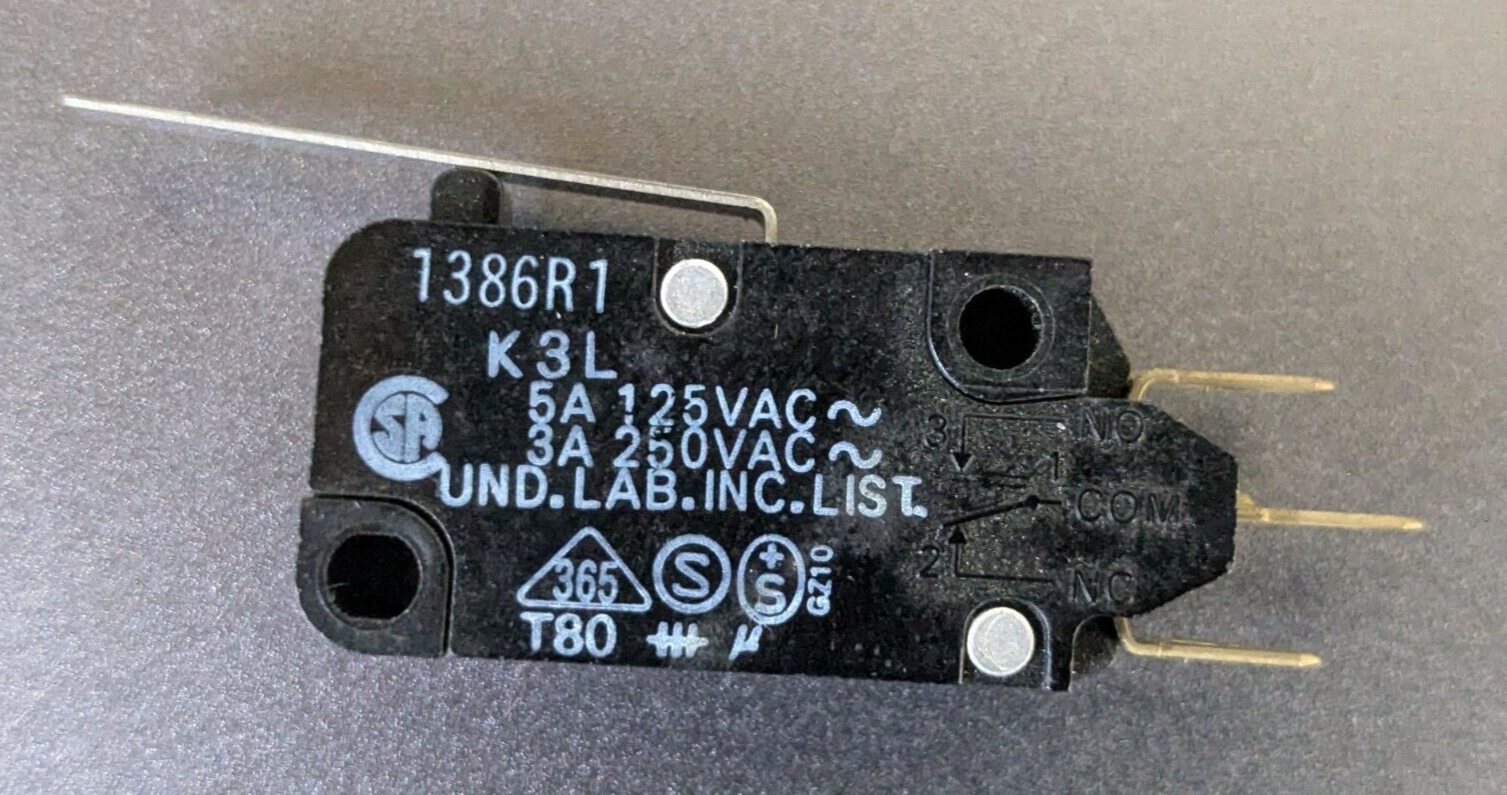 1386R1
K3L
CSA
5A 125VAC~
3A 250VAC~
UND.LAB.INC.LIST.
365
S
+S
GZ10
T80 µ
3 NO
1
COM
2 NC